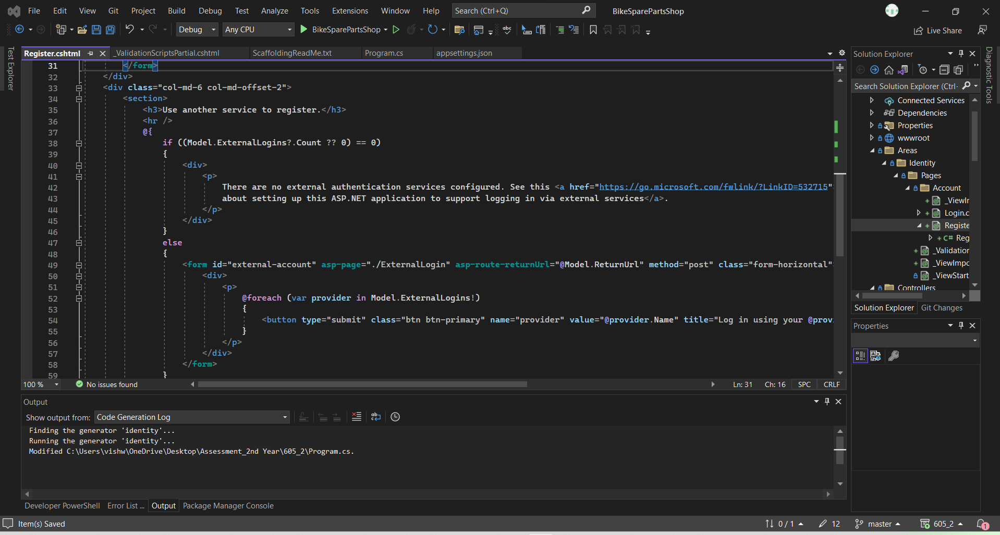 File Edit View Git Project Build Debug Test Analyze Tools Extensions Window Help Search (Ctrl+Q) BikeSparePartsShop
Debug Any CPU BikeSparePartsShop Live Share
Test Explorer
Register.cshtml _ValidationScriptsPartial.cshtml ScaffoldingReadMe.txt Program.cs appsettings.json
31 </form>
32 </div>
33 <div class="col-md-6 col-md-offset-2">
34 <section>
35 <h3>Use another service to register.</h3>
36 <hr />
37 @{
38 if ((Model.ExternalLogins?.Count ?? 0) == 0)
39 {
40 <div>
41 <p>
42 There are no external authentication services configured. See this <a href="https://go.microsoft.com/fwlink/?LinkID=532715"
43 about setting up this ASP.NET application to support logging in via external services</a>.
44 </p>
45 </div>
46 }
47 else
48 {
49 <form id="external-account" asp-page="./ExternalLogin" asp-route-returnUrl="@Model.ReturnUrl" method="post" class="form-horizontal"
50 <div>
51 <p>
52 @foreach (var provider in Model.ExternalLogins!)
53 {
54 <button type="submit" class="btn btn-primary" name="provider" value="@provider.Name" title="Log in using your @prov
55 }
56 </p>
57 </div>
58 </form>
59 }
100 % No issues found Ln: 31 Ch: 16 SPC CRLF
Output
Show output from: Code Generation Log
Finding the generator 'identity'...
Running the generator 'identity'...
Modified C:\Users\vishw\OneDrive\Desktop\Assessment_2nd Year\605_2\Program.cs.
Developer PowerShell Error List ... Output Package Manager Console
Solution Explorer
Search Solution Explorer (Ctrl-
Connected Services
Dependencies
Properties
wwwroot
Areas
Identity
Pages
Account
_ViewIr
Login.c
Registe
C# Reg
_Validation
_ViewImpo
_ViewStart
Controllers
Solution Explorer Git Changes
Properties
Diagnostic Tools
Item(s) Saved 0 / 1 12 master 605_2 1